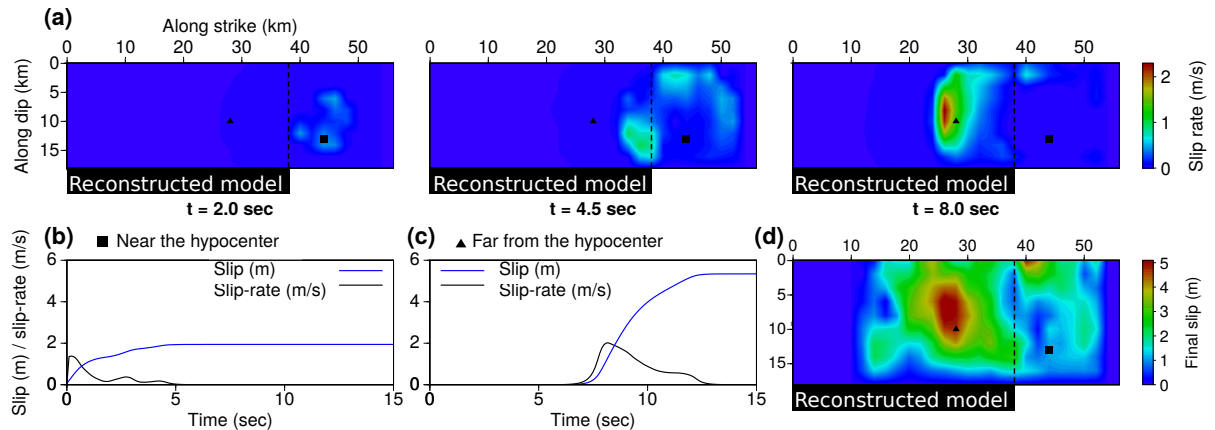 (a)
Along strike (km)
0 10 20 30 40 50
0 10 20 30 40 50
0 10 20 30 40 50
Along dip (km)
0
5
10
15
Slip rate (m/s)
2
1
0
Reconstructed model
Reconstructed model
Reconstructed model
t = 2.0 sec
t = 4.5 sec
t = 8.0 sec
(b)
Near the hypocenter
Slip (m) / slip-rate (m/s)
6
4
2
0
Slip (m)
Slip-rate (m/s)
0 5 10 15
Time (sec)
(c)
Far from the hypocenter
6
4
2
0
Slip (m)
Slip-rate (m/s)
0 5 10 15
Time (sec)
(d)
0 10 20 30 40 50
0
5
10
15
Final slip (m)
5
4
3
2
1
0
Reconstructed model